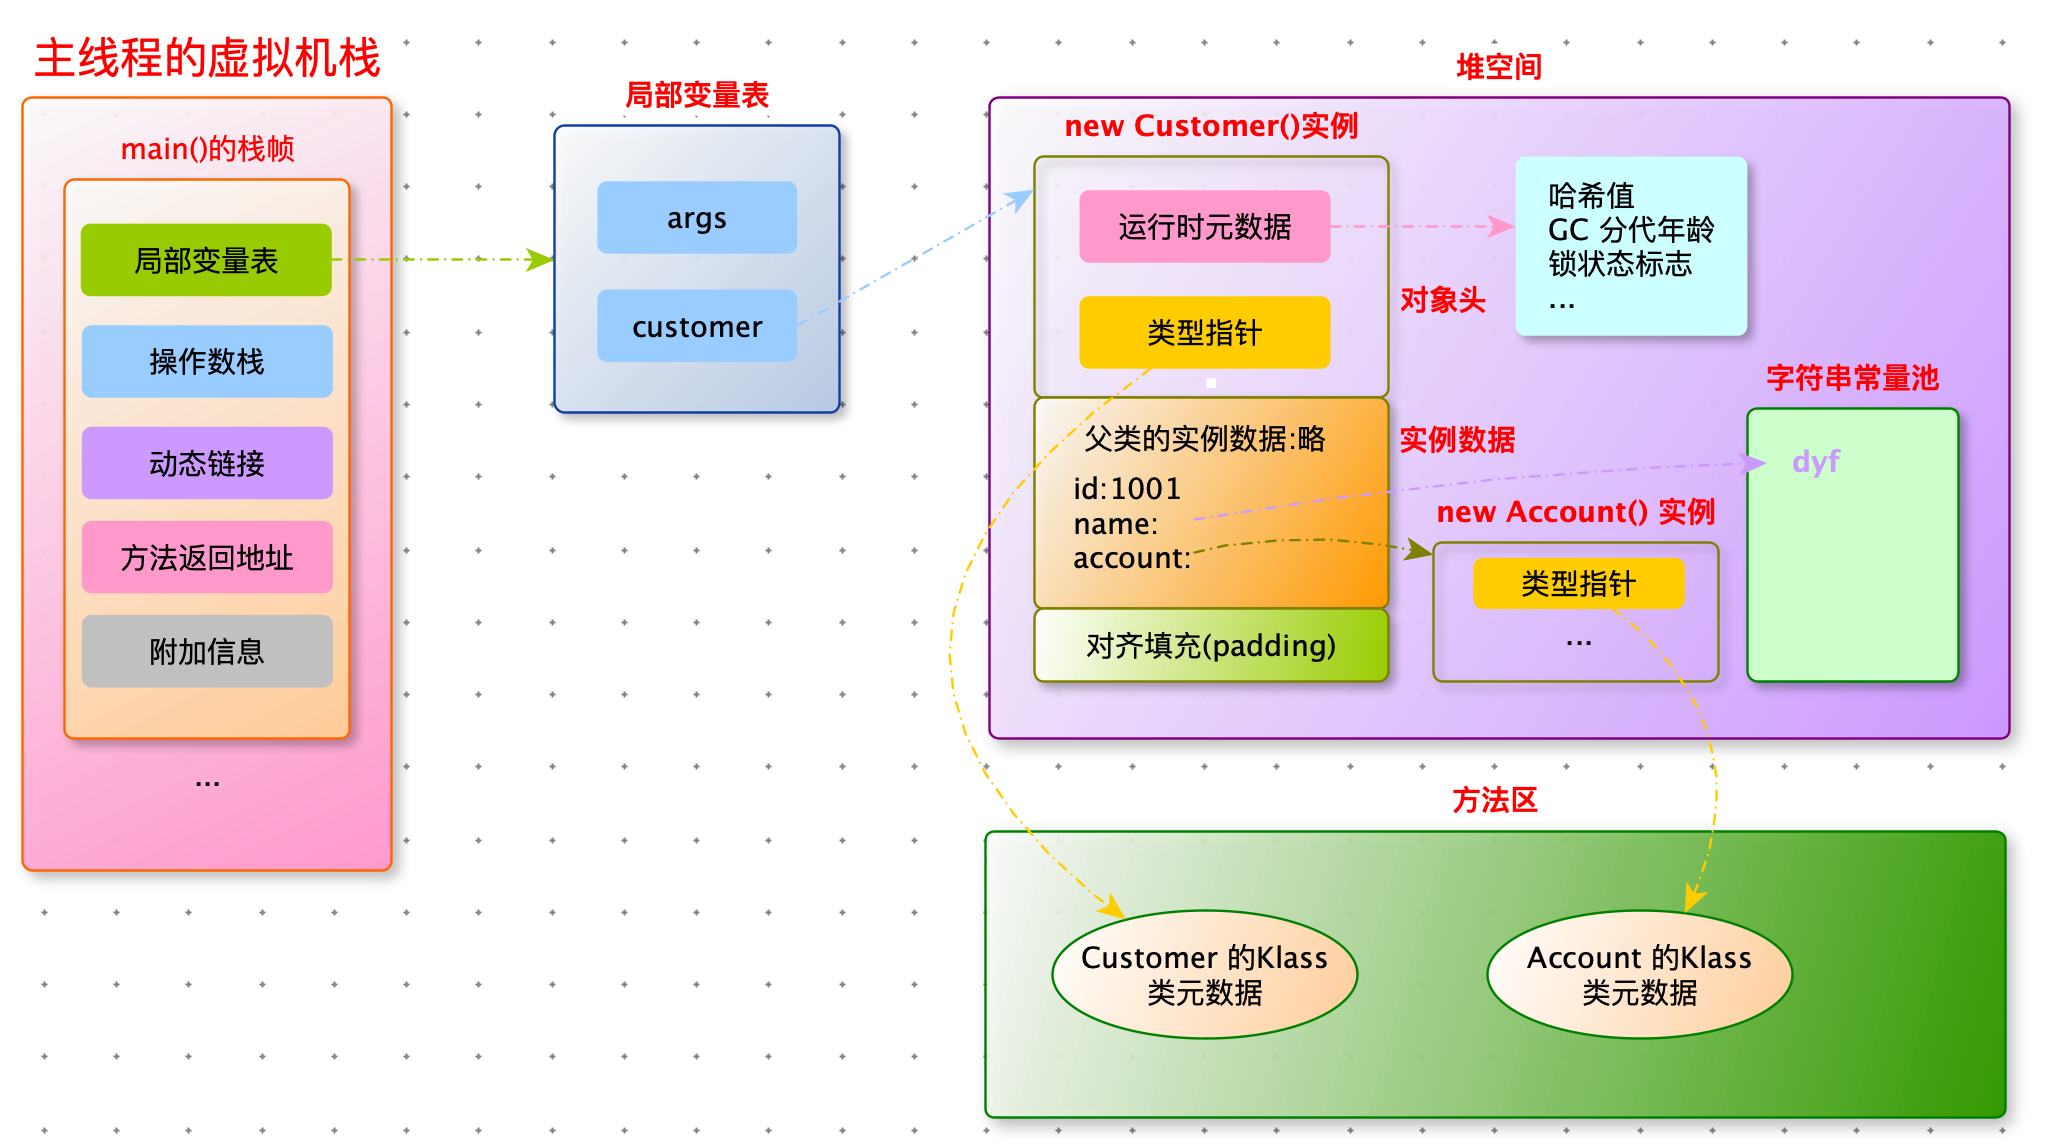 主线程的虚拟机栈
main()的栈帧
局部变量表
操作数栈
动态链接
方法返回地址
附加信息
...
局部变量表
args
customer
堆空间
new Customer()实例
运行时元数据
类型指针
对象头
哈希值
GC 分代年龄
锁状态标志
...
父类的实例数据:略
id:1001
name:
account:
实例数据
对齐填充(padding)
new Account() 实例
类型指针
...
字符串常量池
dyf
方法区
Customer 的Klass
类元数据
Account 的Klass
类元数据